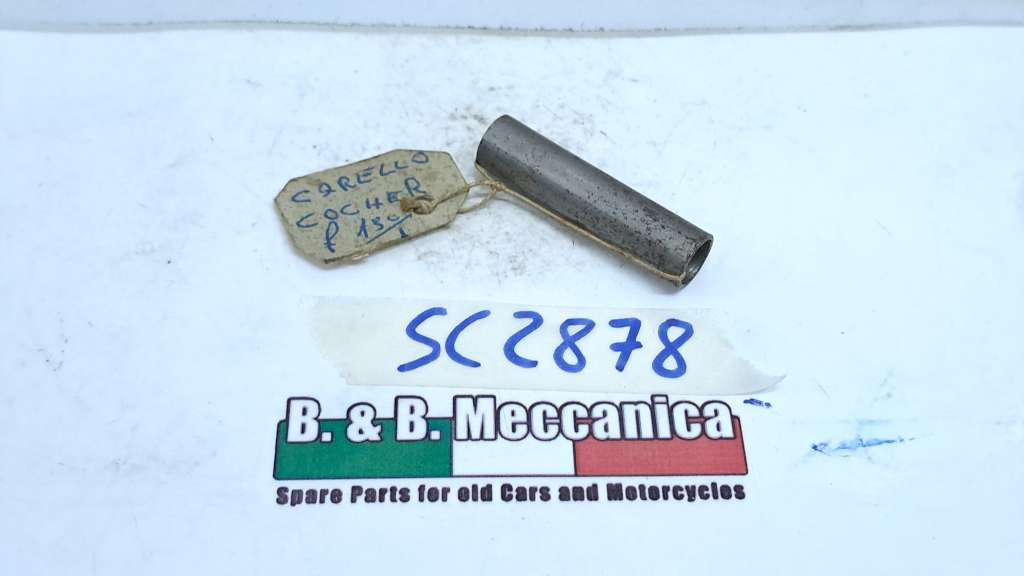 CARELLO
COCHER
SC2878
B. & B. Meccanica
Spare Parts for old Cars and Motorcycles